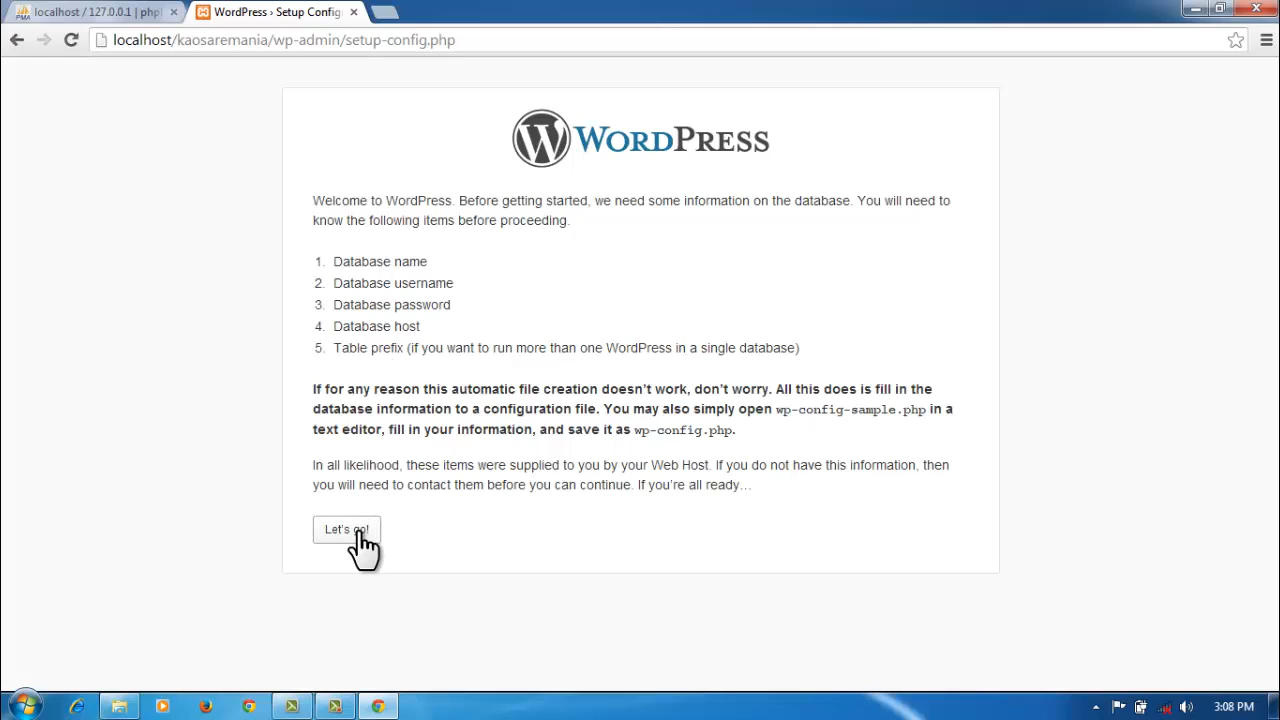 localhost / 127.0.0.1 | php
WordPress › Setup Config
localhost/kaosaremania/wp-admin/setup-config.php
WORDPRESS
Welcome to WordPress. Before getting started, we need some information on the database. You will need to
know the following items before proceeding.
1. Database name
2. Database username
3. Database password
4. Database host
5. Table prefix (if you want to run more than one WordPress in a single database)
If for any reason this automatic file creation doesn't work, don't worry. All this does is fill in the
database information to a configuration file. You may also simply open wp-config-sample.php in a
text editor, fill in your information, and save it as wp-config.php.
In all likelihood, these items were supplied to you by your Web Host. If you do not have this information, then
you will need to contact them before you can continue. If you're all ready…
Let's go!
3:08 PM